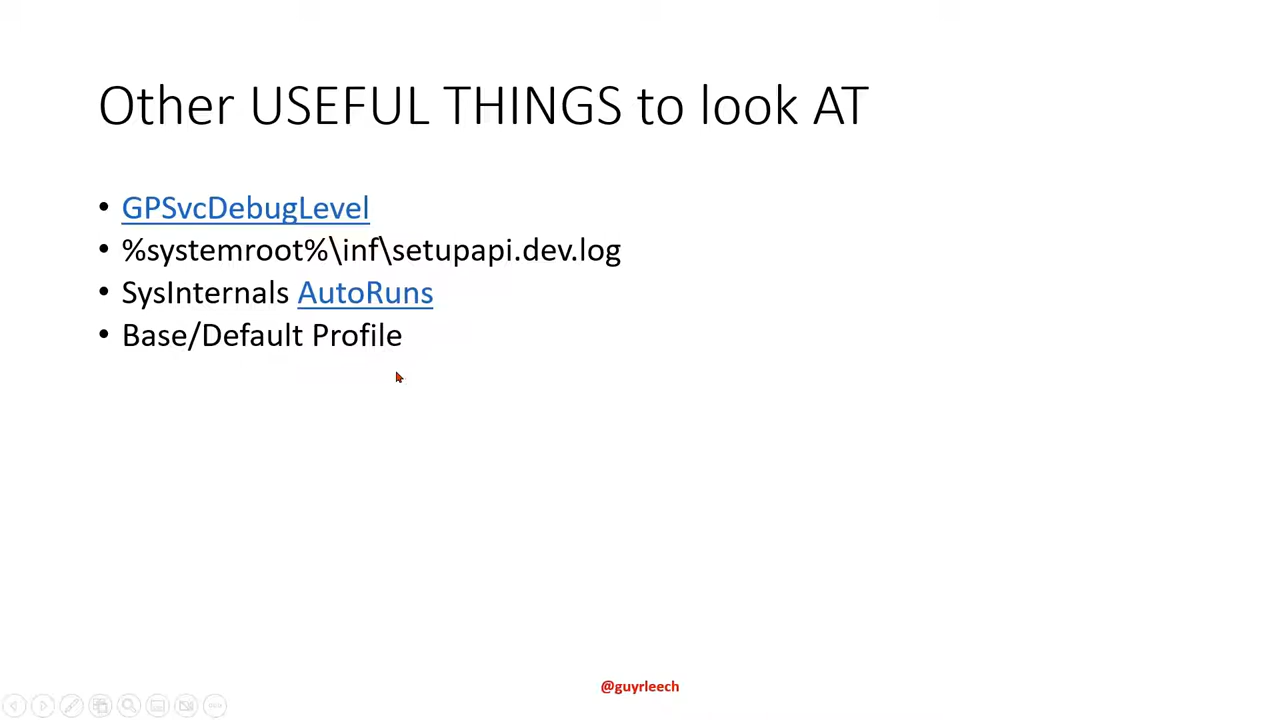 Other USEFUL THINGS to look AT
• GPSvcDebugLevel
• %systemroot%\inf\setupapi.dev.log
• SysInternals AutoRuns
• Base/Default Profile
@guyrleech